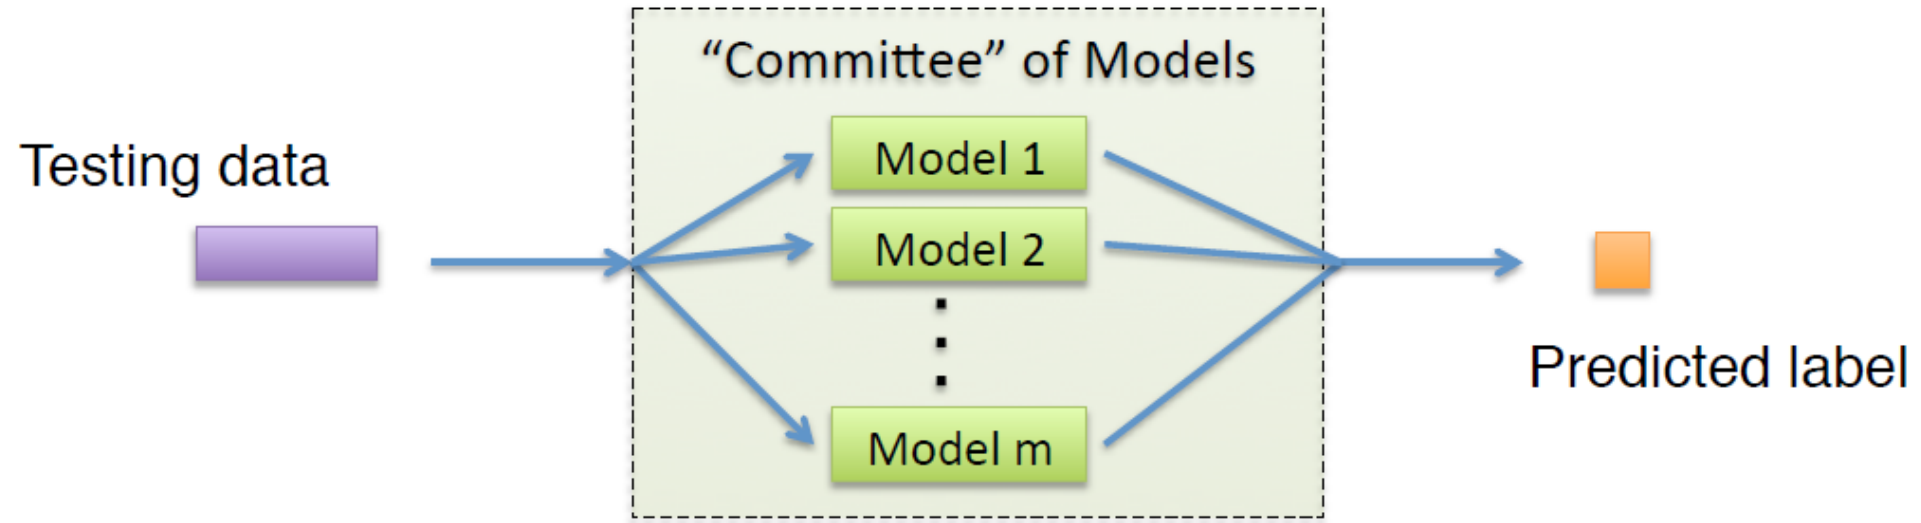 “Committee” of Models
Testing data
Model 1
Model 2
Model m
Predicted label